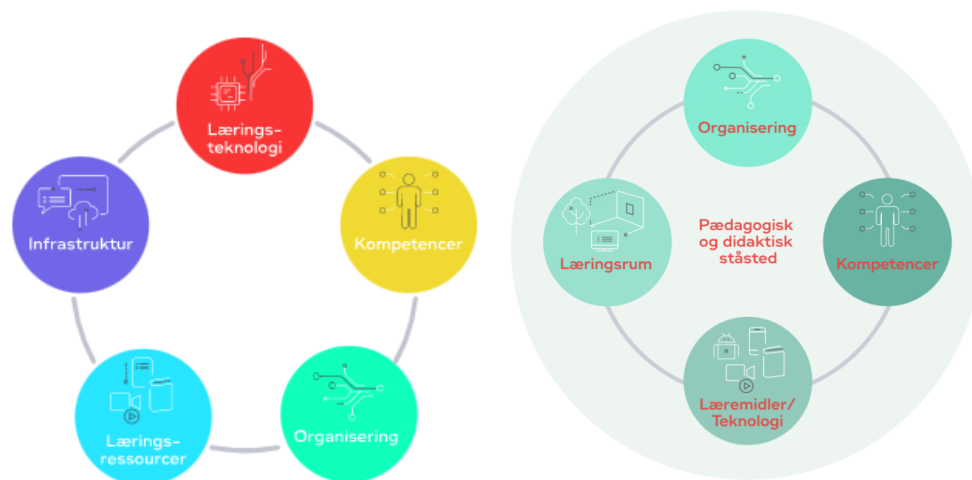 Lærings-
teknologi
Infrastruktur
Kompetencer
Lærings-
ressourcer
Organisering
Organisering
Læringsrum
Pædagogisk
og didaktisk
ståsted
Kompetencer
Læremidler/
Teknologi